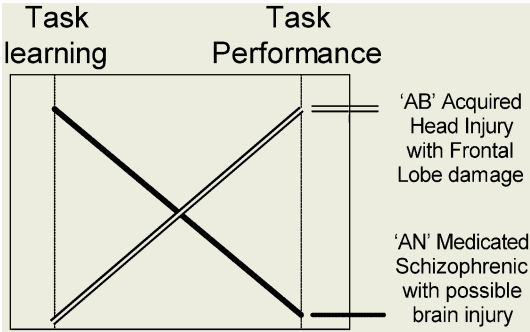 Task
learning
Task
Performance
‘AB’ Acquired
Head Injury
with Frontal
Lobe damage
‘AN’ Medicated
Schizophrenic
with possible
brain injury